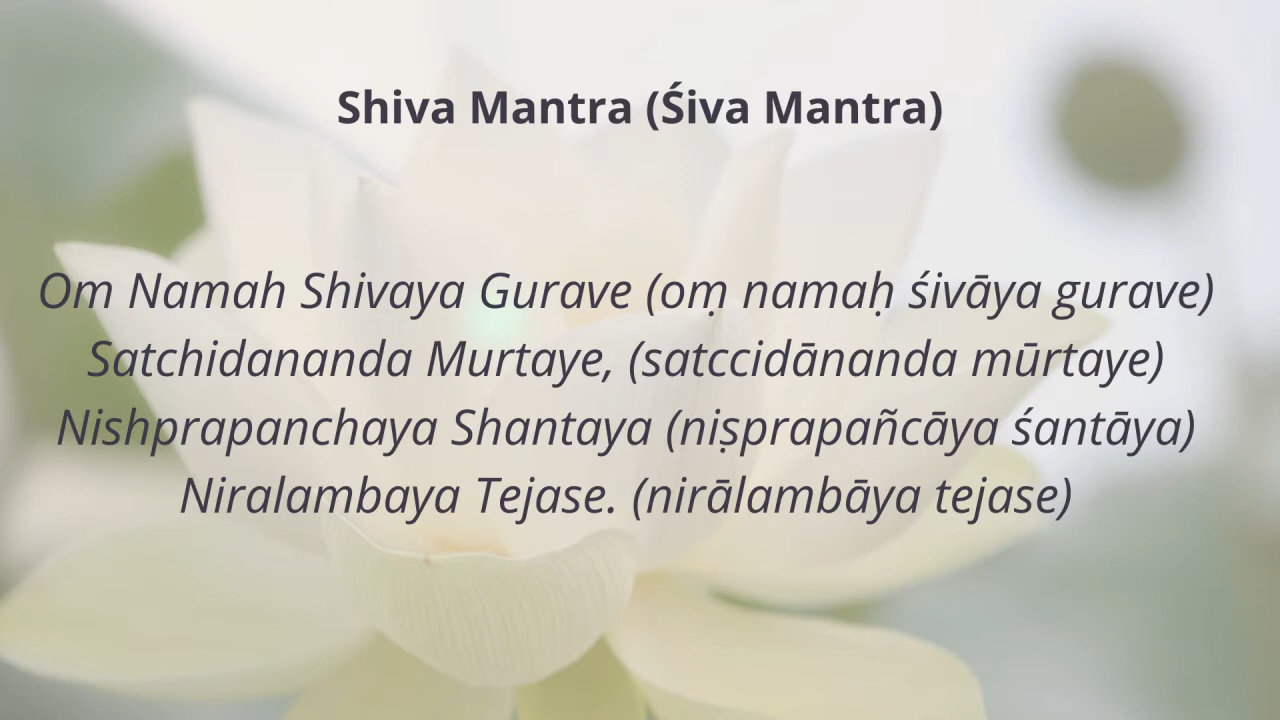 Shiva Mantra (Śiva Mantra)
Om Namah Shivaya Gurave (oṃ namaḥ śivāya gurave)
Satchidananda Murtaye, (satccidānanda mūrtaye)
Nishprapanchaya Shantaya (niṣprapañcāya śantāya)
Niralambaya Tejase. (nirālambāya tejase)